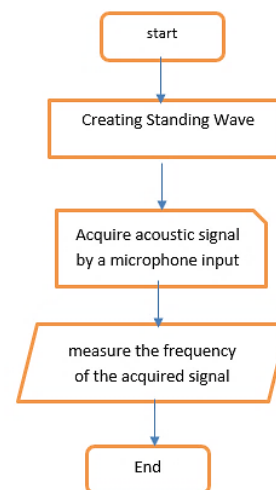 start
Creating Standing Wave
Acquire acoustic signal
by a microphone input
measure the frequency
of the acquired signal
End